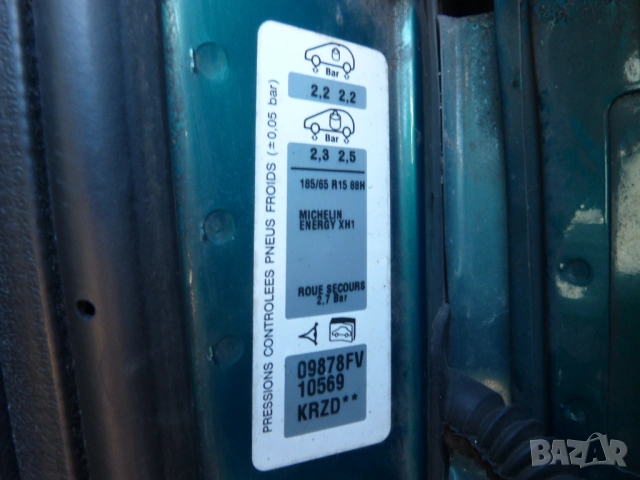 PRESSIONS CONTROLEES PNEUS FROIDS (±0,05 bar)
Bar
2,2 2,2
Bar
2,3 2,5
185/65 R15 88H
MICHELIN
ENERGY XH1
ROUE SECOURS
2,7 Bar
09878FV
10569
KRZD**
BAZAR